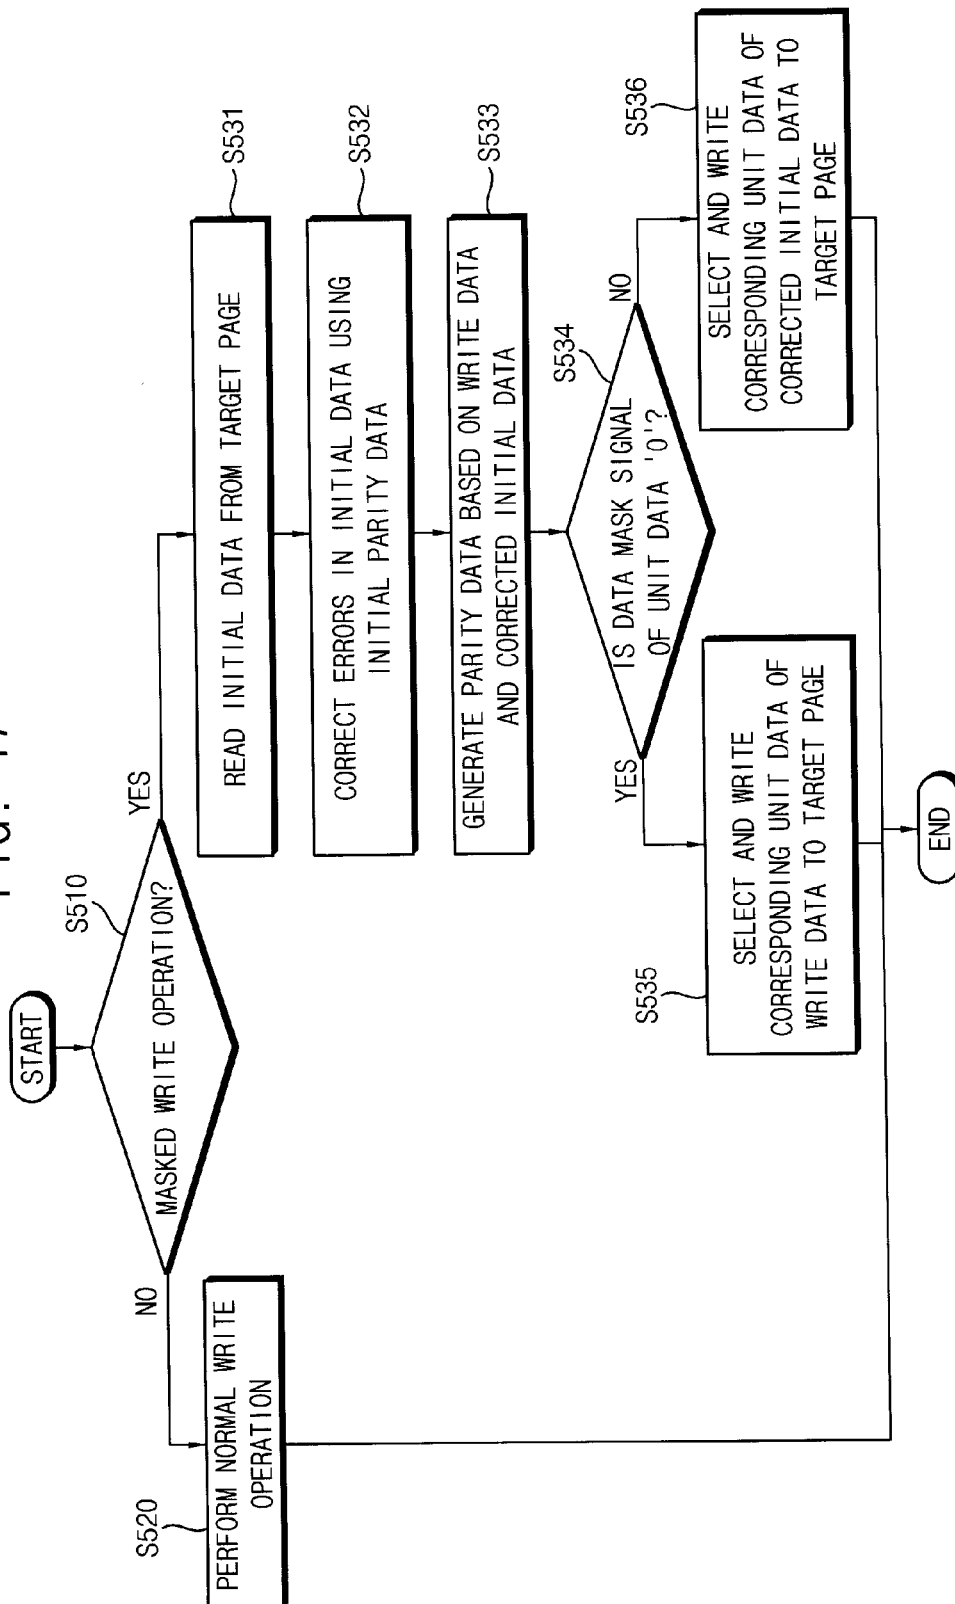 START
S510
MASKED WRITE OPERATION?
NO
YES
S520
PERFORM NORMAL WRITE
OPERATION
S531
READ INITIAL DATA FROM TARGET PAGE
S532
CORRECT ERRORS IN INITIAL DATA USING
INITIAL PARITY DATA
S533
GENERATE PARITY DATA BASED ON WRITE DATA
AND CORRECTED INITIAL DATA
S534
IS DATA MASK SIGNAL
OF UNIT DATA '0'?
YES
NO
S535
SELECT AND WRITE
CORRESPONDING UNIT DATA OF
WRITE DATA TO TARGET PAGE
S536
SELECT AND WRITE
CORRESPONDING UNIT DATA OF
CORRECTED INITIAL DATA TO
TARGET PAGE
END